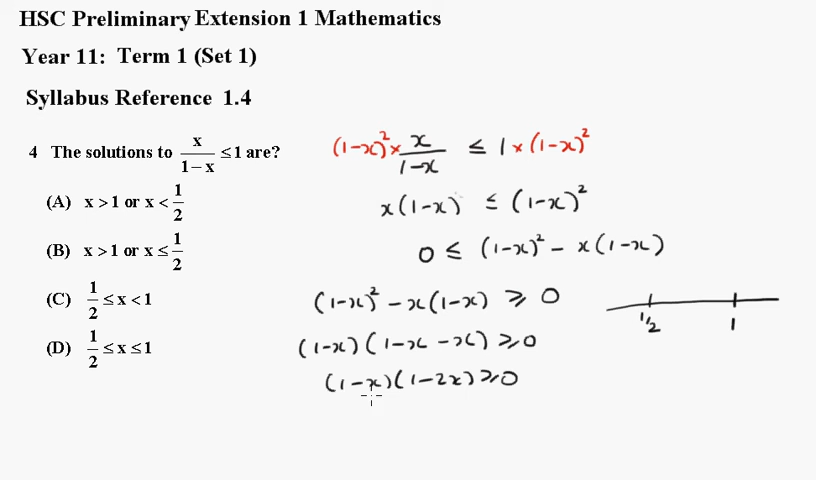 HSC Preliminary Extension 1 Mathematics
Year 11: Term 1 (Set 1)
Syllabus Reference 1.4
4 The solutions to x/(1−x) ≤ 1 are?
(A) x > 1 or x < 1/2
(B) x > 1 or x ≤ 1/2
(C) 1/2 ≤ x < 1
(D) 1/2 ≤ x ≤ 1
(1−x)² × x/(1−x) ≤ 1 × (1−x)²
x(1−x) ≤ (1−x)²
0 ≤ (1−x)² − x(1−x)
(1−x)² − x(1−x) ≥ 0
(1−x)(1−x−x) ≥ 0
(1−x)(1−2x) ≥ 0
1/2 1